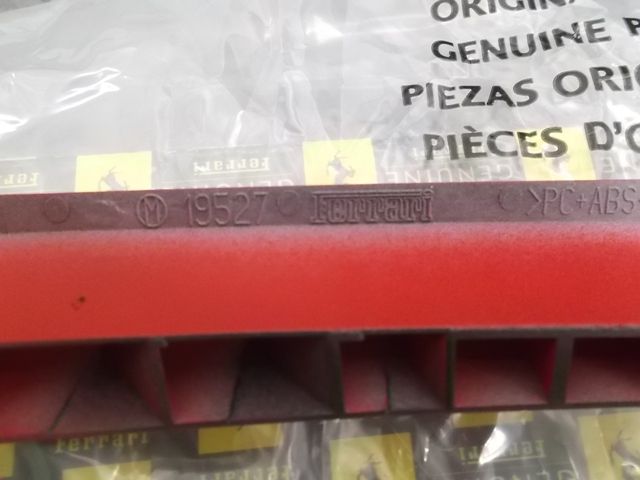 ORIGINA
GENUINE P
PIEZAS ORI
PIÈCES D'O
Ferrari
M 19527 Ferrari >PC+ABS
Ferrari